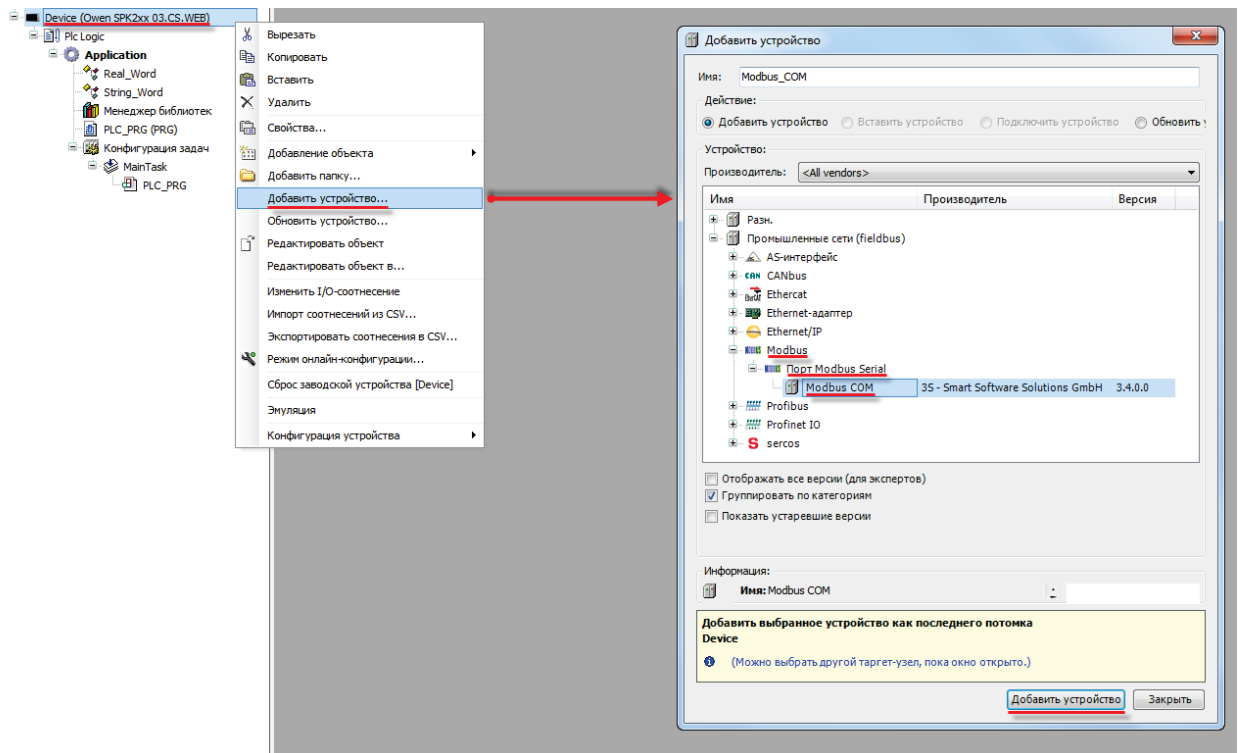 Device (Owen SPK2xx 03.CS.WEB)
Plc Logic
Application
Real_Word
String_Word
Менеджер библиотек
PLC_PRG (PRG)
Конфигурация задач
MainTask
PLC_PRG
Вырезать
Копировать
Вставить
Удалить
Свойства...
Добавление объекта
Добавить папку...
Добавить устройство...
Обновить устройство...
Редактировать объект
Редактировать объект в...
Изменить I/O-соотнесение
Импорт соотнесений из CSV...
Экспортировать соотнесения в CSV...
Режим онлайн-конфигурации...
Сброс заводской устройства [Device]
Эмуляция
Конфигурация устройства
Добавить устройство
Имя: Modbus_COM
Действие:
Добавить устройство Вставить устройство Подключить устройство Обновить у
Устройство:
Производитель: <All vendors>
Имя Производитель Версия
Разн.
Промышленные сети (fieldbus)
AS-интерфейс
CAN CANbus
Ethercat
Ethernet-адаптер
Ethernet/IP
Modbus
Порт Modbus Serial
Modbus COM 3S - Smart Software Solutions GmbH 3.4.0.0
Profibus
Profinet IO
sercos
Отображать все версии (для экспертов)
Группировать по категориям
Показать устаревшие версии
Информация:
Имя: Modbus COM
Добавить выбранное устройство как последнего потомка
Device
(Можно выбрать другой таргет-узел, пока окно открыто.)
Добавить устройство Закрыть